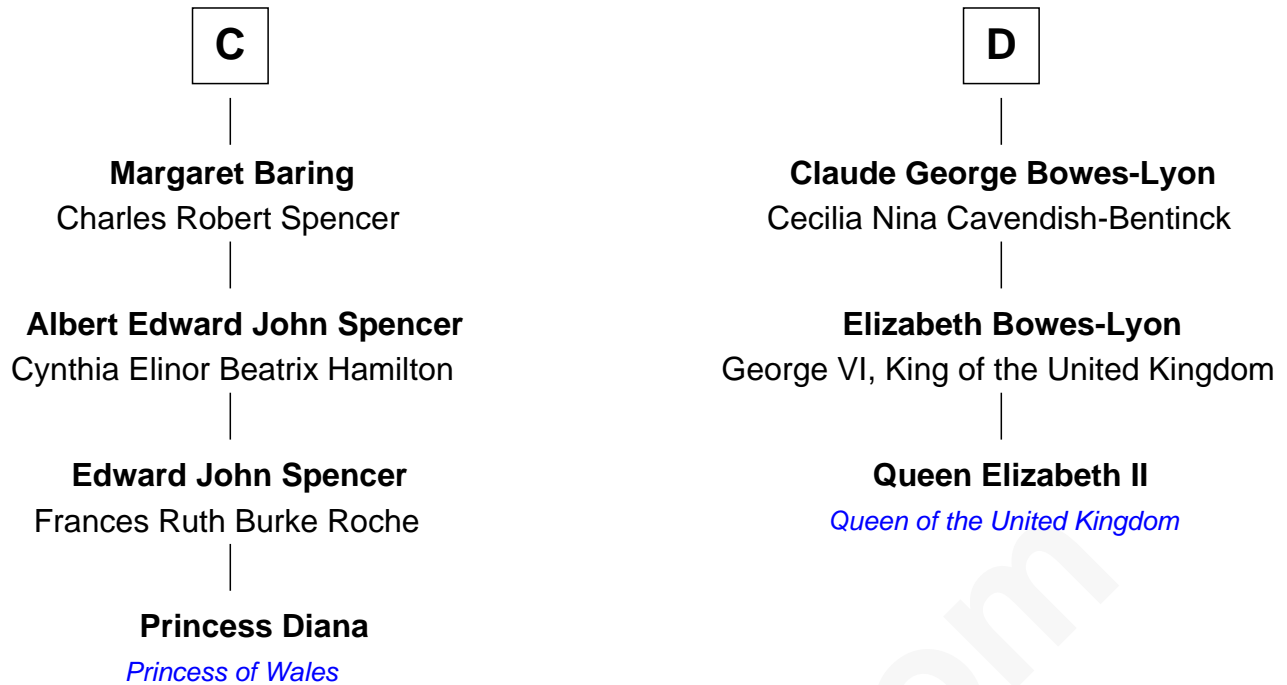 C
Margaret Baring
Charles Robert Spencer
Albert Edward John Spencer
Cynthia Elinor Beatrix Hamilton
Edward John Spencer
Frances Ruth Burke Roche
Princess Diana
Princess of Wales
D
Claude George Bowes-Lyon
Cecilia Nina Cavendish-Bentinck
Elizabeth Bowes-Lyon
George VI, King of the United Kingdom
Queen Elizabeth II
Queen of the United Kingdom
om